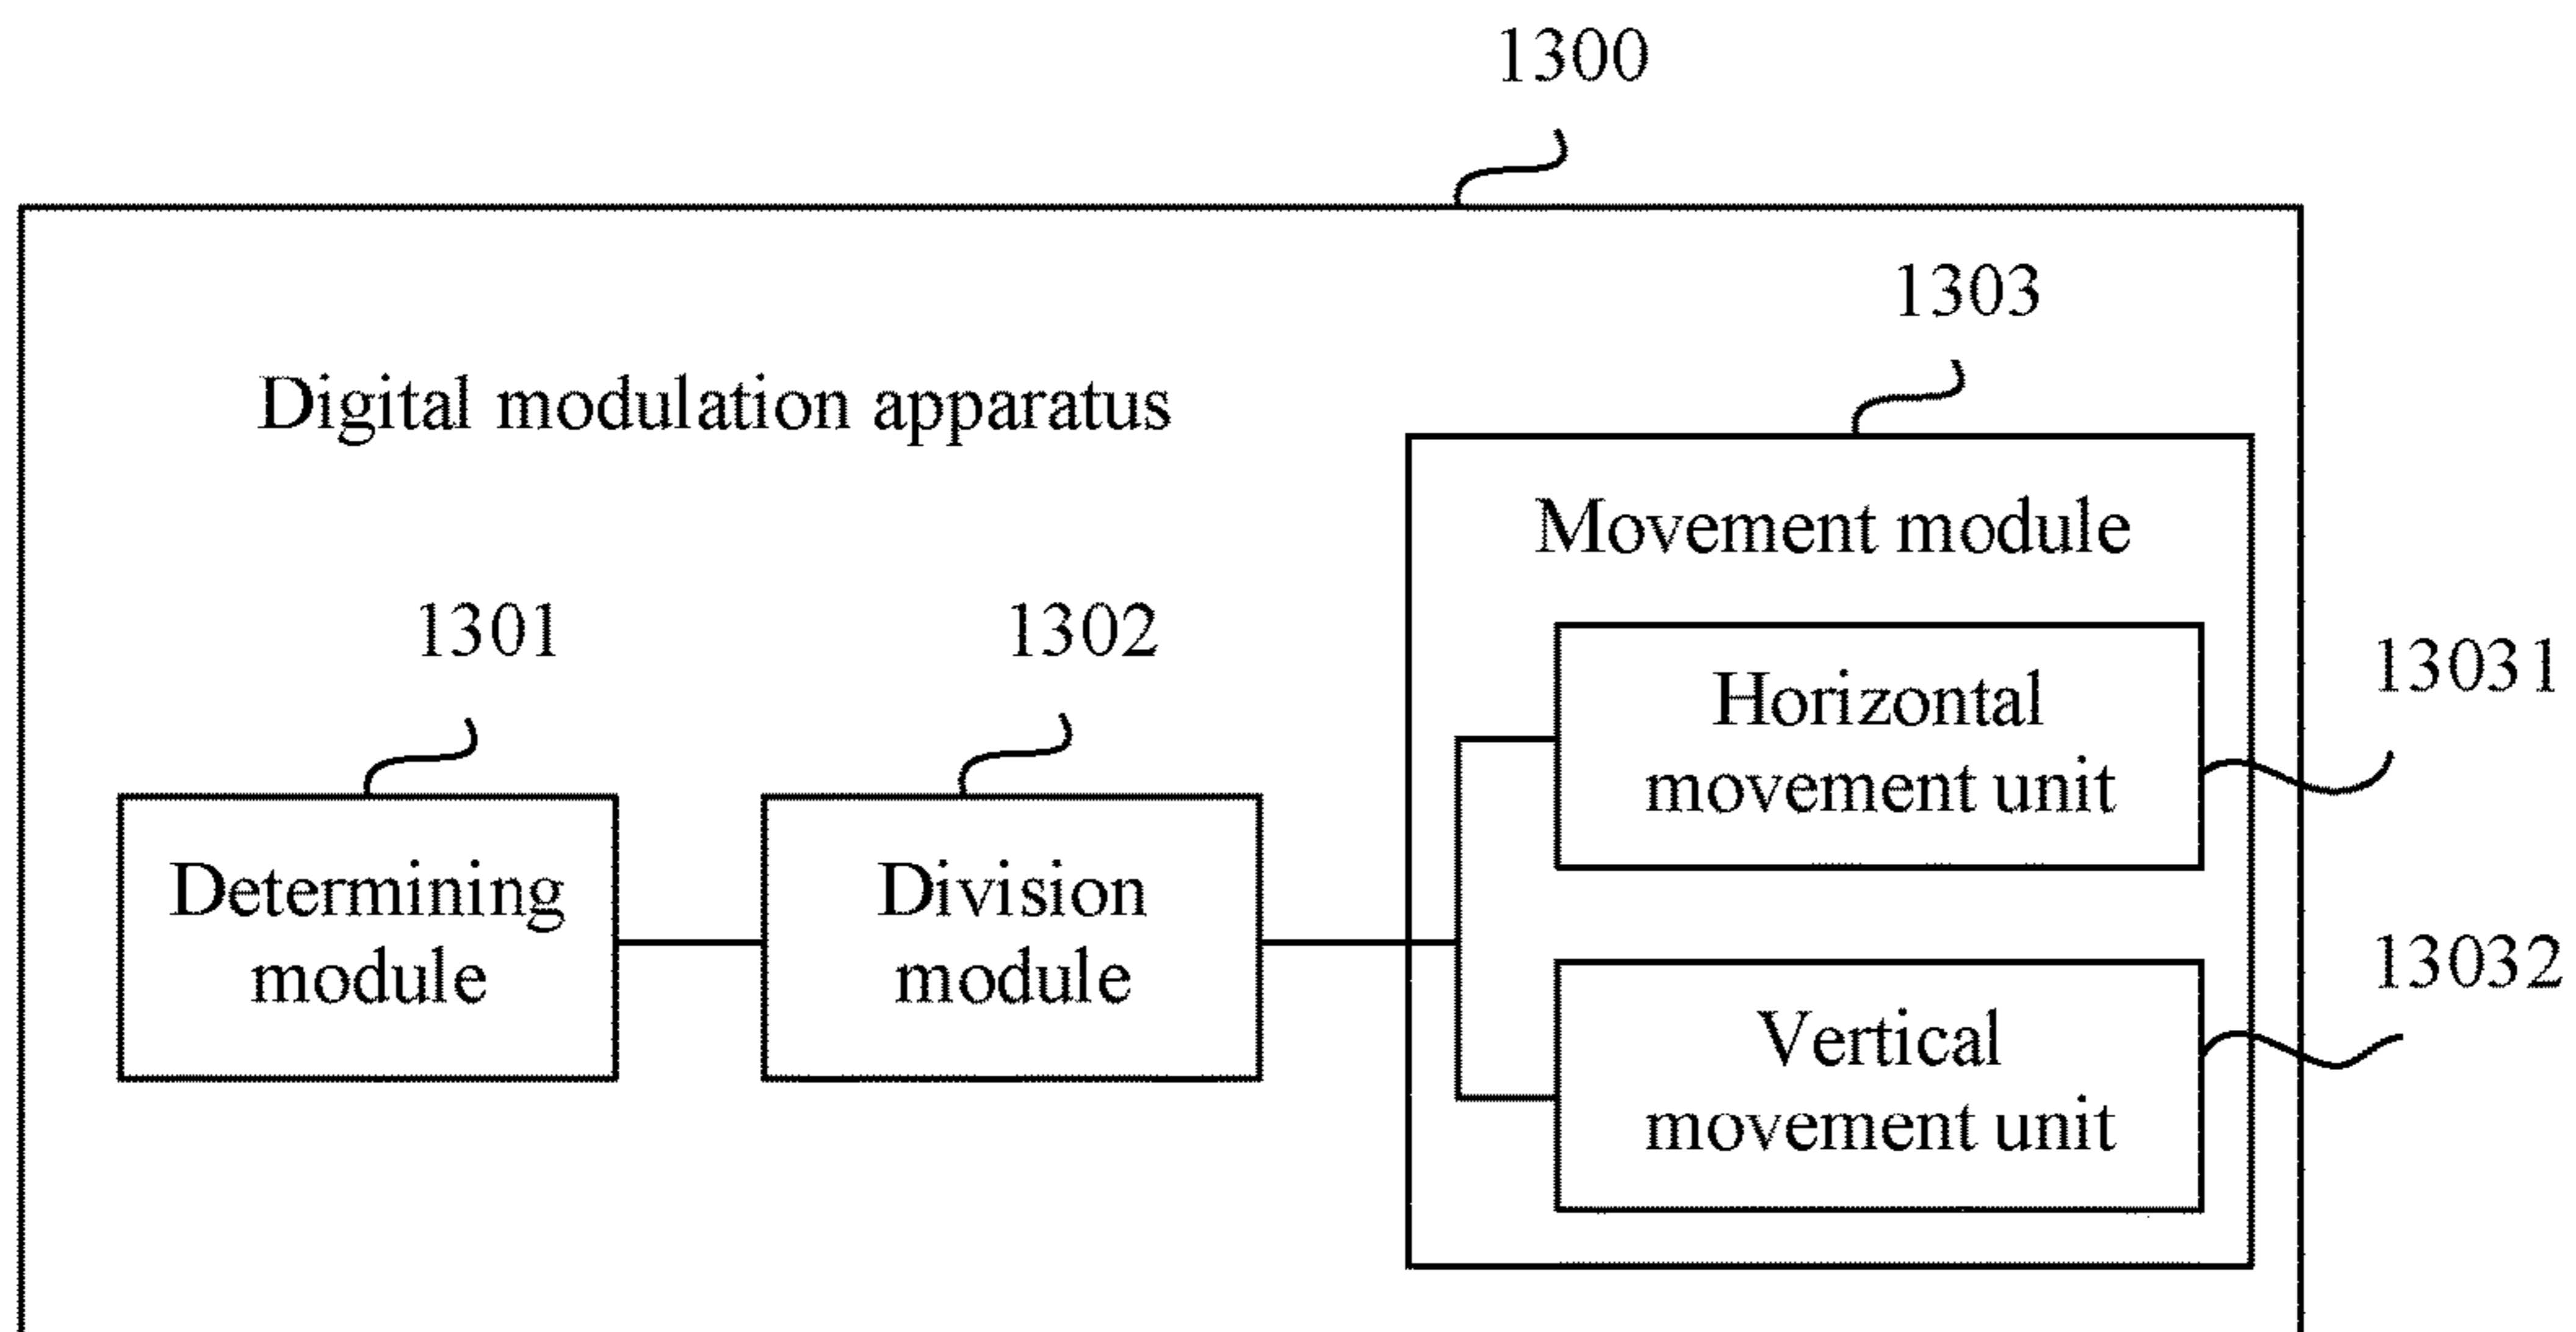 1300
1303
Digital modulation apparatus
Movement module
1301
1302
Horizontal
movement unit
13031
Determining
module
Division
module
Vertical
movement unit
13032